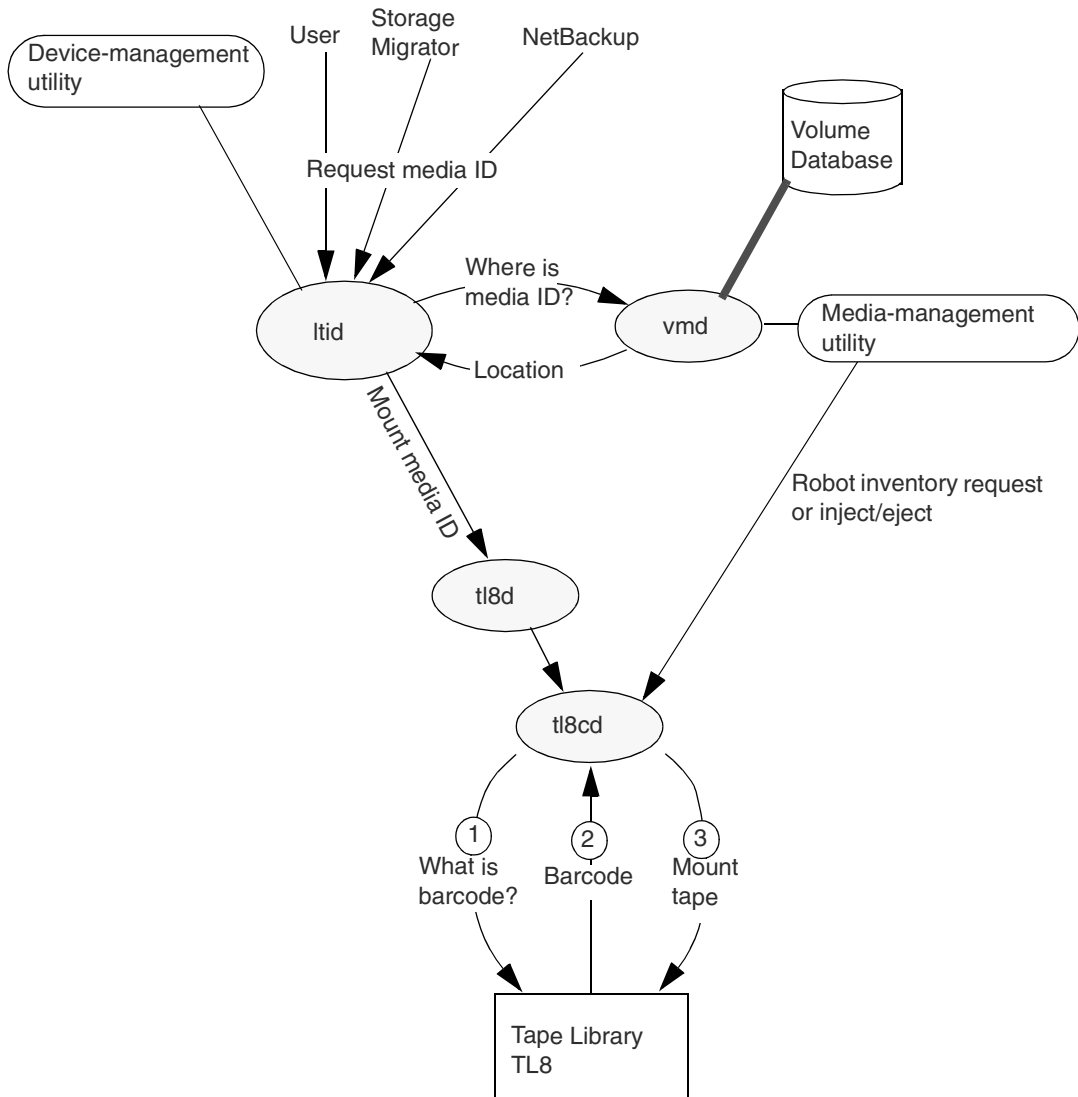 Device-management
utility
User
Storage
Migrator
NetBackup
Volume
Database
Request media ID
Where is
media ID?
ltid
vmd
Media-management
utility
Location
Mount media ID
Robot inventory request
or inject/eject
tl8d
tl8cd
1
What is
barcode?
2
Barcode
3
Mount
tape
Tape Library
TL8